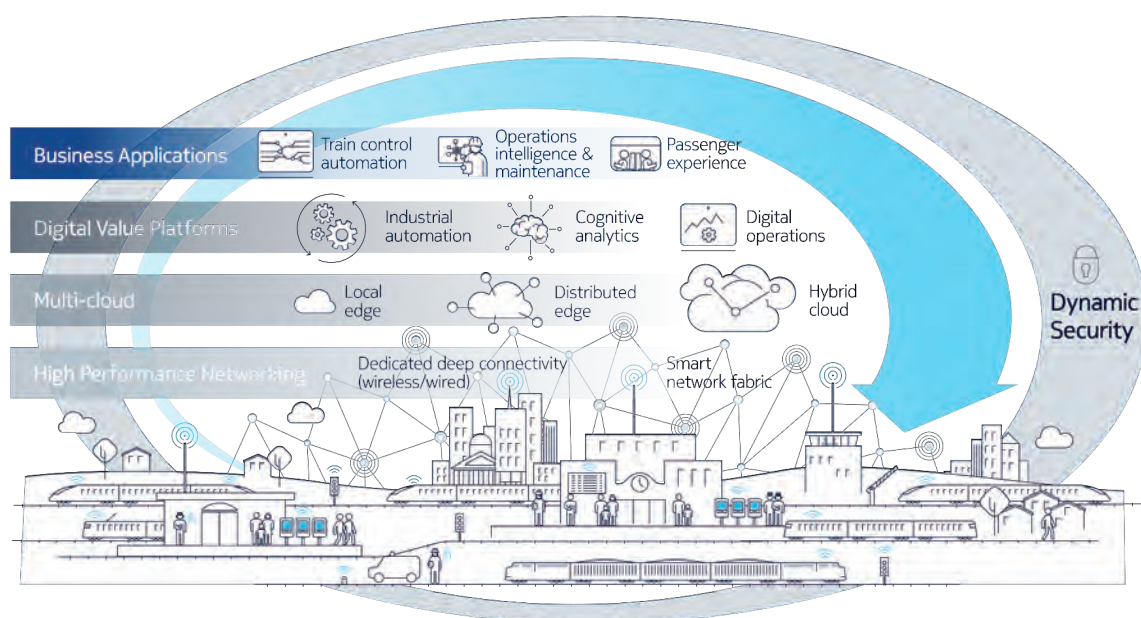 Business Applications
Train control
automation
Operations
intelligence &
maintenance
Passenger
experience
Digital Value Platforms
Industrial
automation
Cognitive
analytics
Digital
operations
Multi-cloud
Local
edge
Distributed
edge
Hybrid
cloud
Dynamic
Security
High Performance Networking
Dedicated deep connectivity
(wireless/wired)
Smart
network fabric